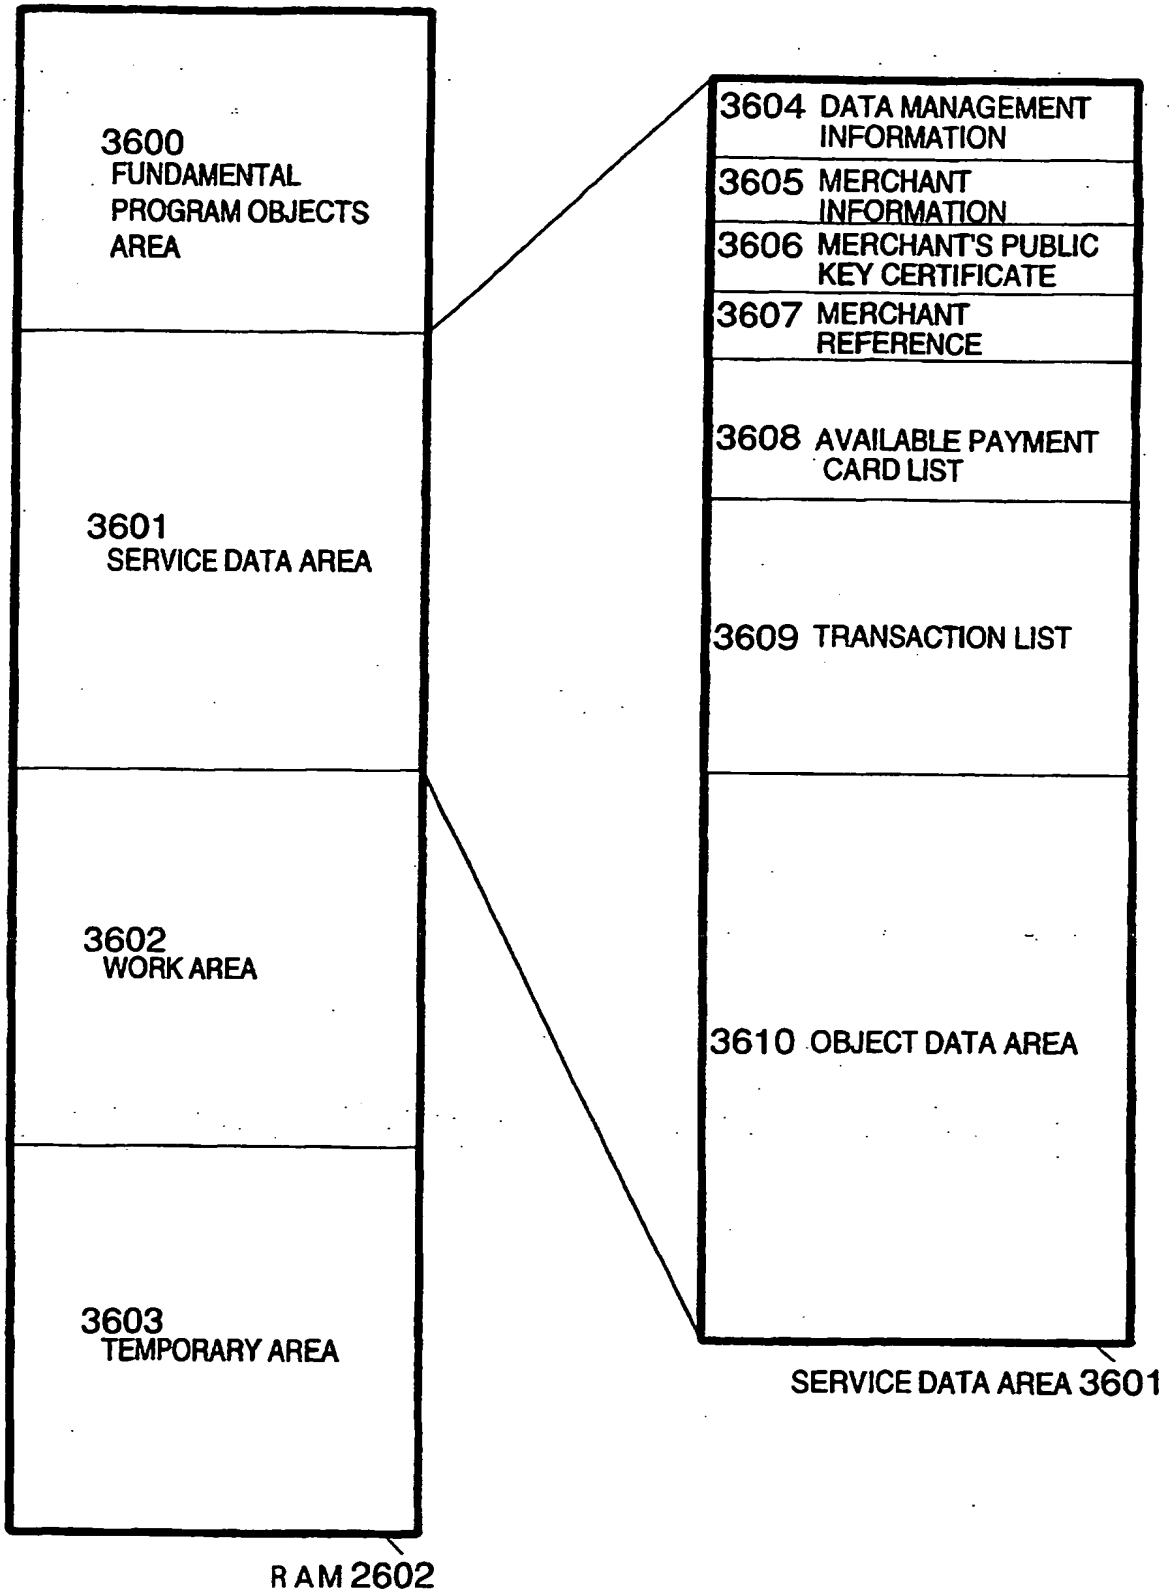 3600
FUNDAMENTAL
PROGRAM OBJECTS
AREA
3601
SERVICE DATA AREA
3602
WORK AREA
3603
TEMPORARY AREA
RAM 2602
3604 DATA MANAGEMENT
INFORMATION
3605 MERCHANT
INFORMATION
3606 MERCHANT'S PUBLIC
KEY CERTIFICATE
3607 MERCHANT
REFERENCE
3608 AVAILABLE PAYMENT
CARD LIST
3609 TRANSACTION LIST
3610 OBJECT DATA AREA
SERVICE DATA AREA 3601